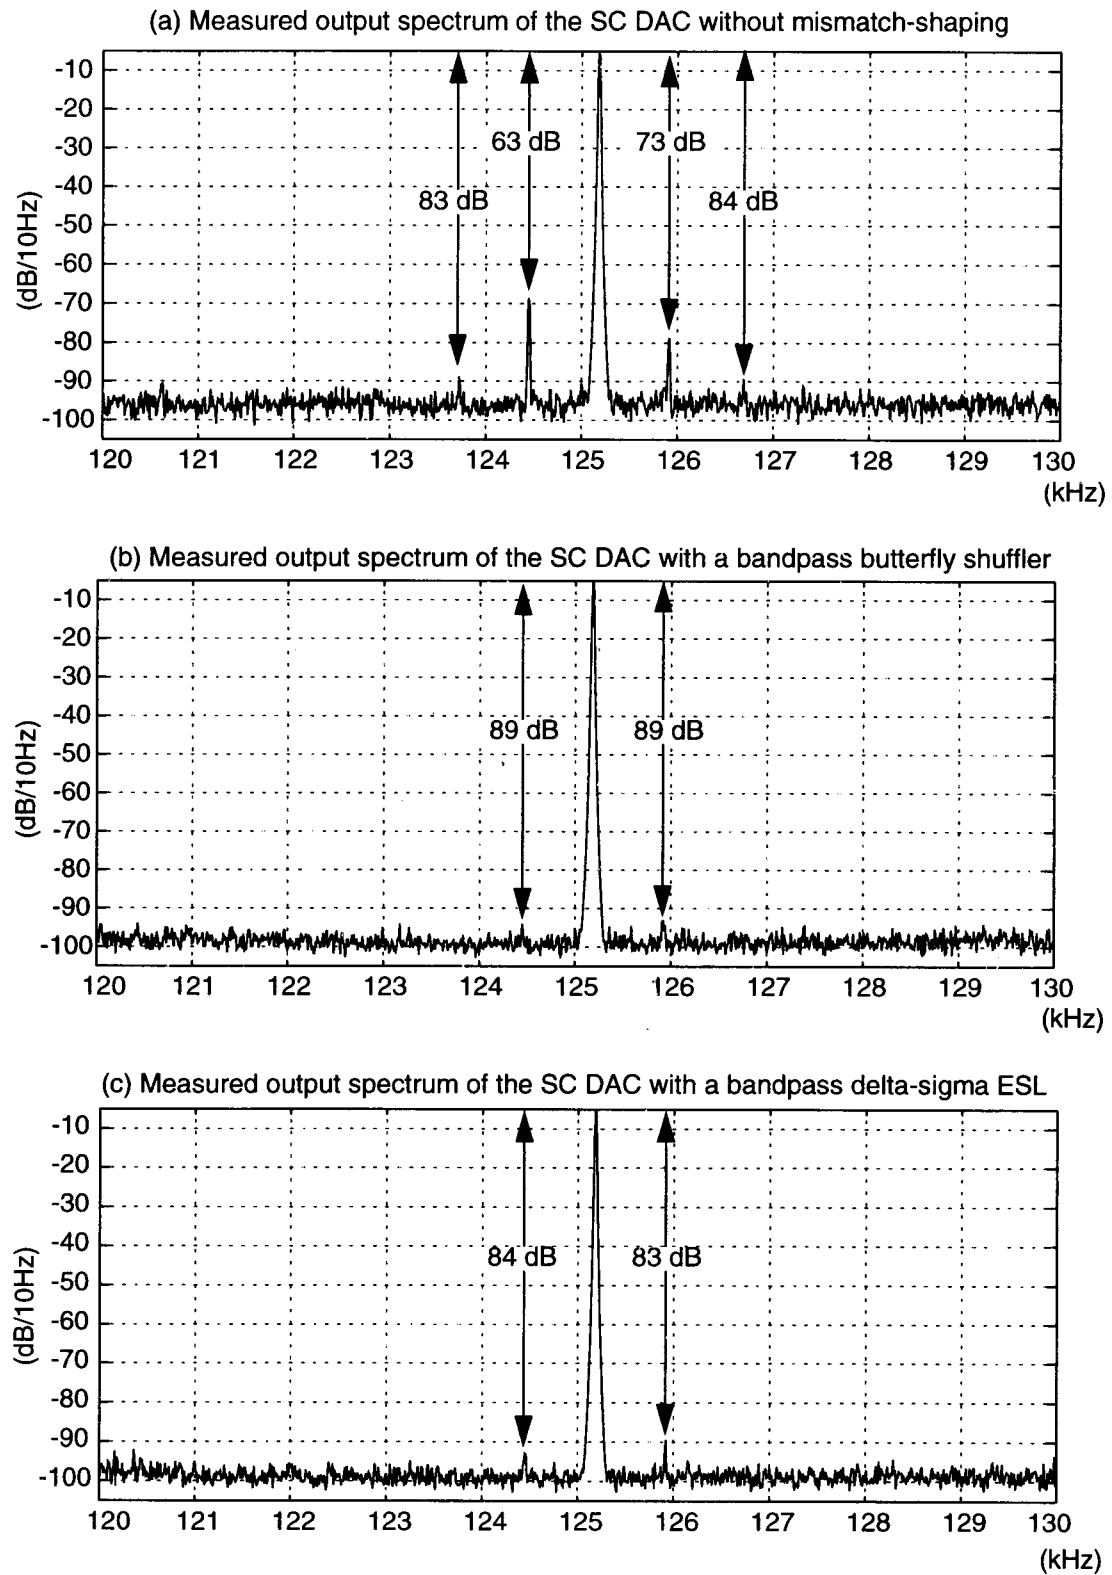 (a) Measured output spectrum of the SC DAC without mismatch-shaping
-10
-20
-30
-40
-50
-60
-70
-80
-90
-100
(dB/10Hz)
83 dB
63 dB
73 dB
84 dB
120 121 122 123 124 125 126 127 128 129 130
(kHz)
(b) Measured output spectrum of the SC DAC with a bandpass butterfly shuffler
-10
-20
-30
-40
-50
-60
-70
-80
-90
-100
(dB/10Hz)
89 dB
89 dB
120 121 122 123 124 125 126 127 128 129 130
(kHz)
(c) Measured output spectrum of the SC DAC with a bandpass delta-sigma ESL
-10
-20
-30
-40
-50
-60
-70
-80
-90
-100
(dB/10Hz)
84 dB
83 dB
120 121 122 123 124 125 126 127 128 129 130
(kHz)